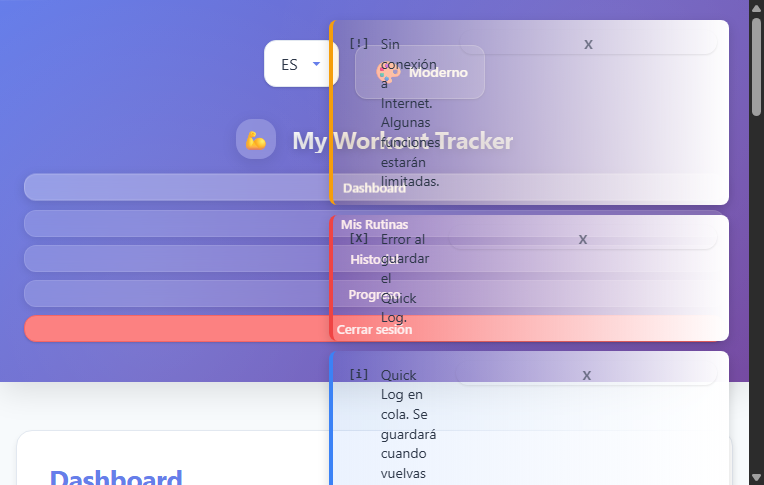 ES
Moderno
My Workout Tracker
Dashboard
Mis Rutinas
Historial
Progreso
Cerrar sesión
[!] Sin
conexión
a
Internet.
Algunas
funciones
estarán
limitadas.
X
[X] Error al
guardar
el
Quick
Log.
X
[i] Quick
Log en
cola. Se
guardará
cuando
vuelvas
X
Dashboard